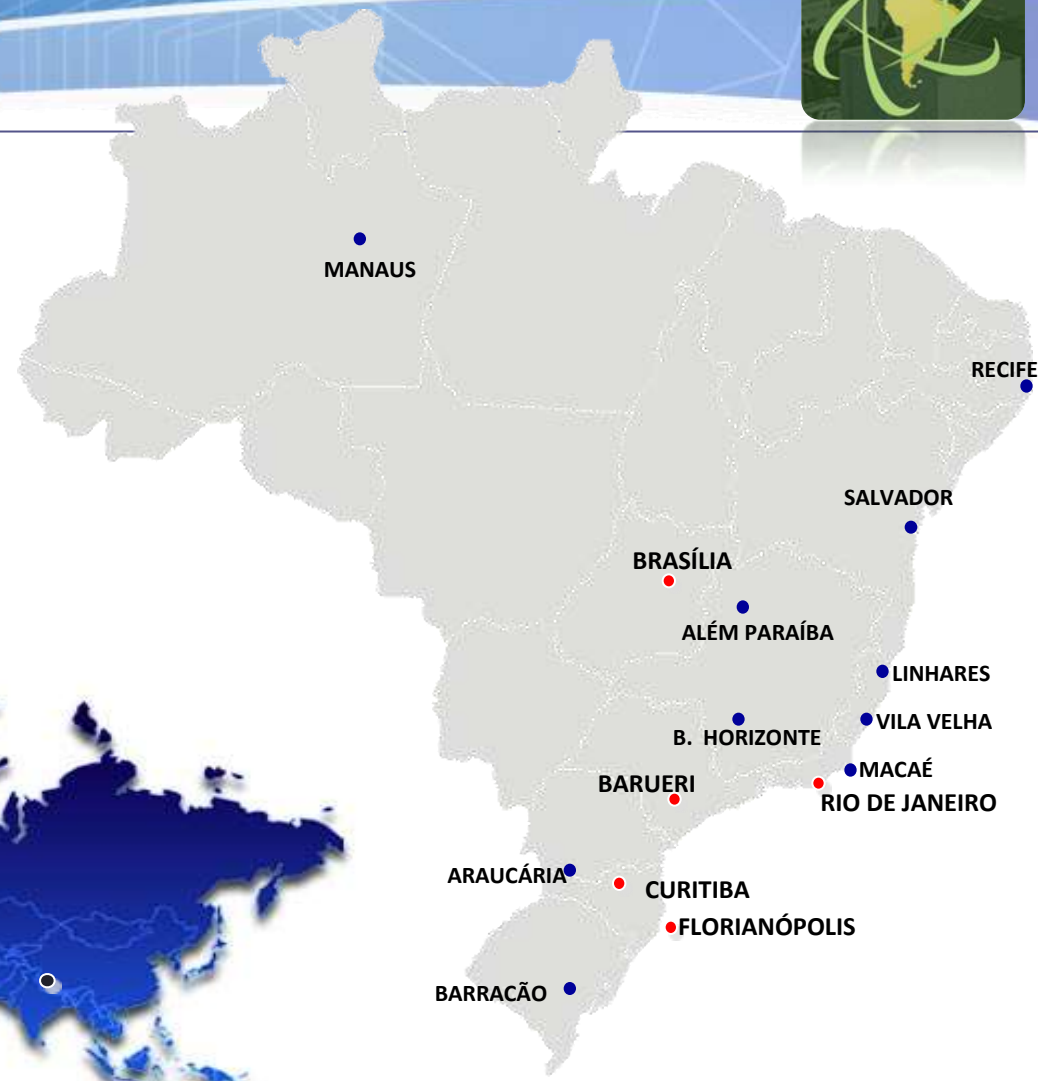 MANAUS
RECIFE
SALVADOR
BRASÍLIA
ALÉM PARAÍBA
LINHARES
VILA VELHA
B. HORIZONTE
MACAÉ
BARUERI
RIO DE JANEIRO
ARAUCÁRIA
CURITIBA
FLORIANÓPOLIS
BARRACÃO